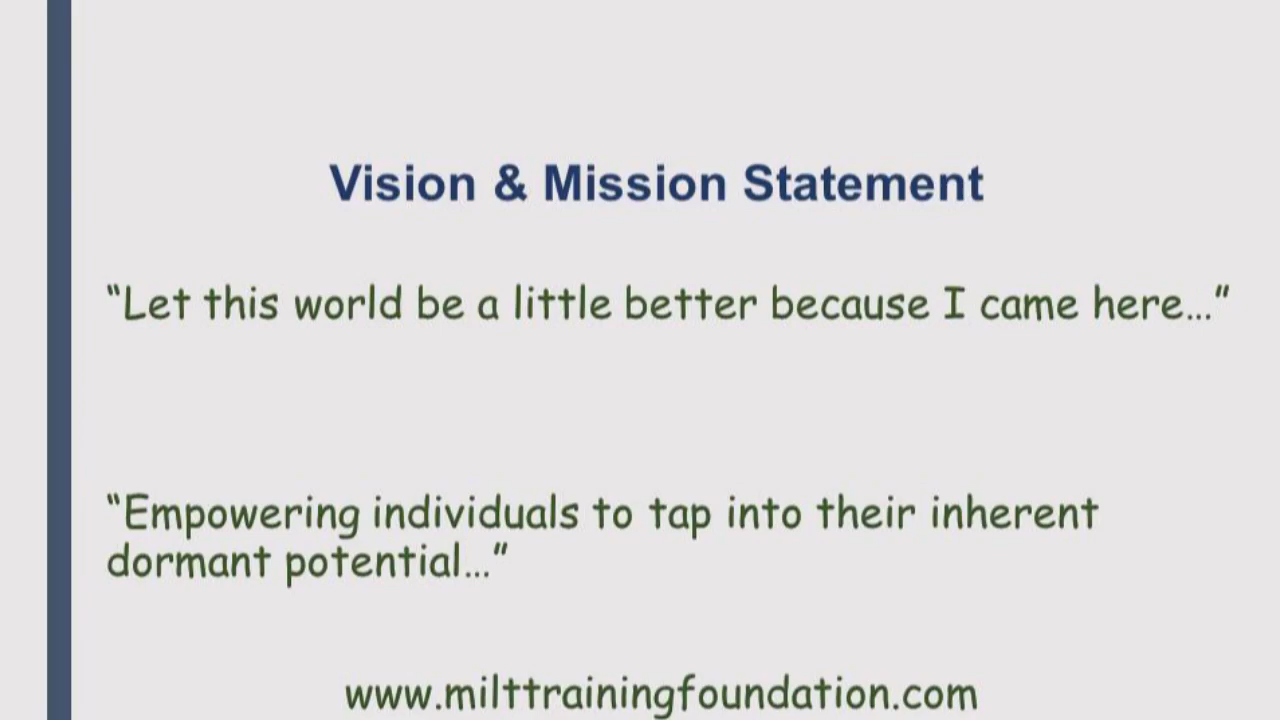 Vision & Mission Statement
“Let this world be a little better because I came here…”
“Empowering individuals to tap into their inherent
dormant potential…”
www.milttrainingfoundation.com